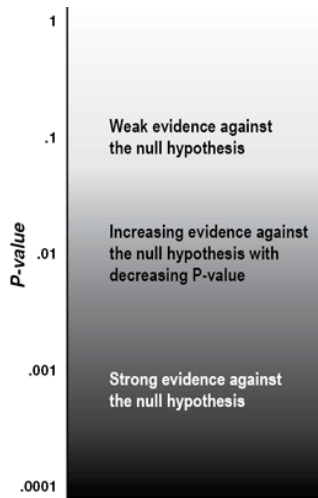 1
Weak evidence against
the null hypothesis
.1
Increasing evidence against
the null hypothesis with
decreasing P-value
.01
P-value
.001
Strong evidence against
the null hypothesis
.0001